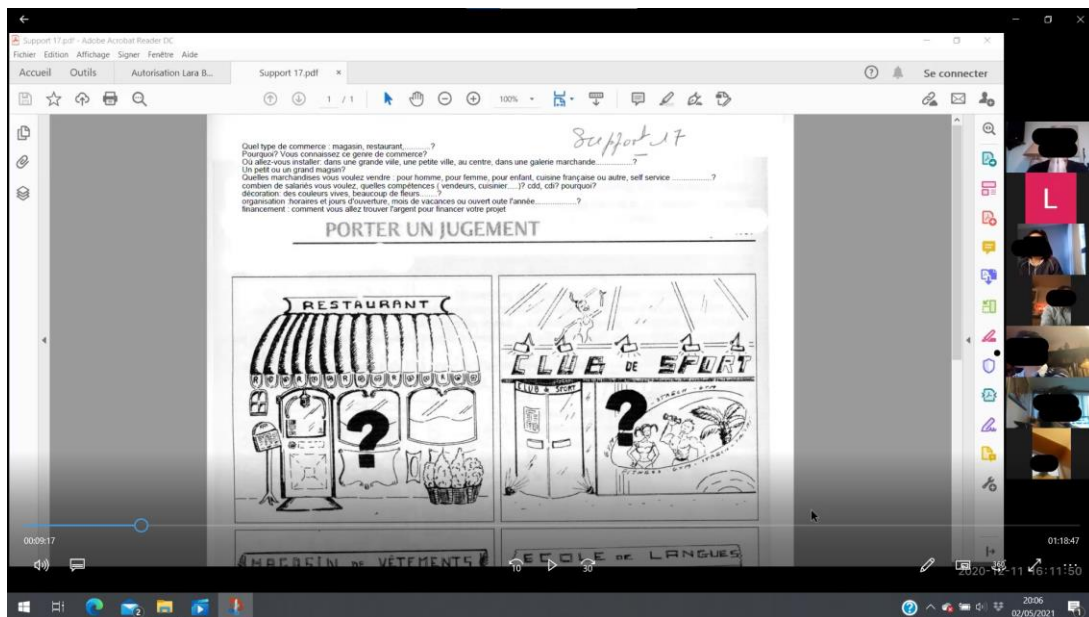 Support 17.pdf - Adobe Acrobat Reader DC
Fichier Edition Affichage Signer Fenêtre Aide
Accueil Outils Autorisation Lara B... Support 17.pdf × Se connecter
1 / 1 100%
Support 17
Quel type de commerce : magasin, restaurant,...........?
Pourquoi? Vous connaissez ce genre de commerce?
Où allez-vous installer: dans une grande ville, une petite ville, au centre, dans une galerie marchande................?
Un petit ou un grand magsin?
Quelles marchandises vous voulez vendre : pour homme, pour femme, pour enfant, cuisine française ou autre, self service ................?
combien de salariés vous voulez, quelles compétences ( vendeurs, cuisinier.....)? cdd, cdi? pourquoi?
décoration: des couleurs vives, beaucoup de fleurs........?
organisation :horaires et jours d'ouverture, mois de vacances ou ouvert oute l'année..................?
financement : comment vous allez trouver l'argent pour financer votre projet
PORTER UN JUGEMENT
RESTAURANT
?
CLUB DE SPORT
CLUB de SPORT
?
FITNESS GYM
L
MAGASIN DE VÊTEMENTS
ECOLE DE LANGUES
00:09:17
01:18:47
10
30
2020-12-11 16:11:50
20:06
02/05/2021